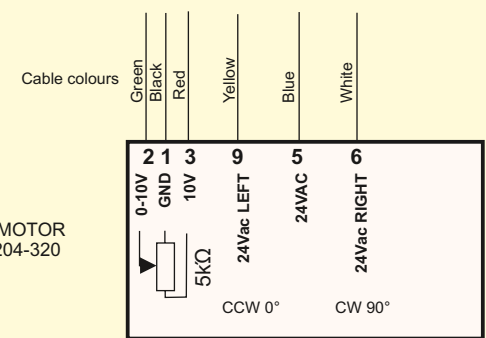 Cable colours
Green
Black
Red
Yellow
Blue
White
2 1 3 9 5 6
0-10V
GND
10V
24Vac LEFT
24VAC
24Vac RIGHT
MOTOR
204-320
5kΩ
CCW 0° CW 90°